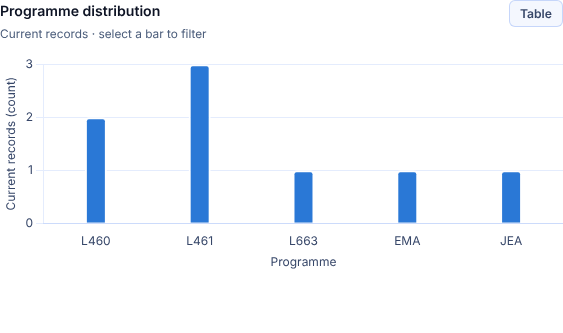 Programme distribution
Table
Current records · select a bar to filter
Current records (count)
3
2
1
0
L460 L461 L663 EMA JEA
Programme